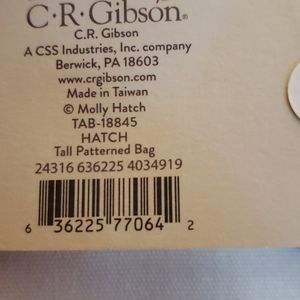 C·R·Gibson®
C.R. Gibson
A CSS Industries, Inc. company
Berwick, PA 18603
www.crgibson.com
Made in Taiwan
© Molly Hatch
TAB-18845
HATCH
Tall Patterned Bag
24316 636225 4034919
6 36225 77064 2